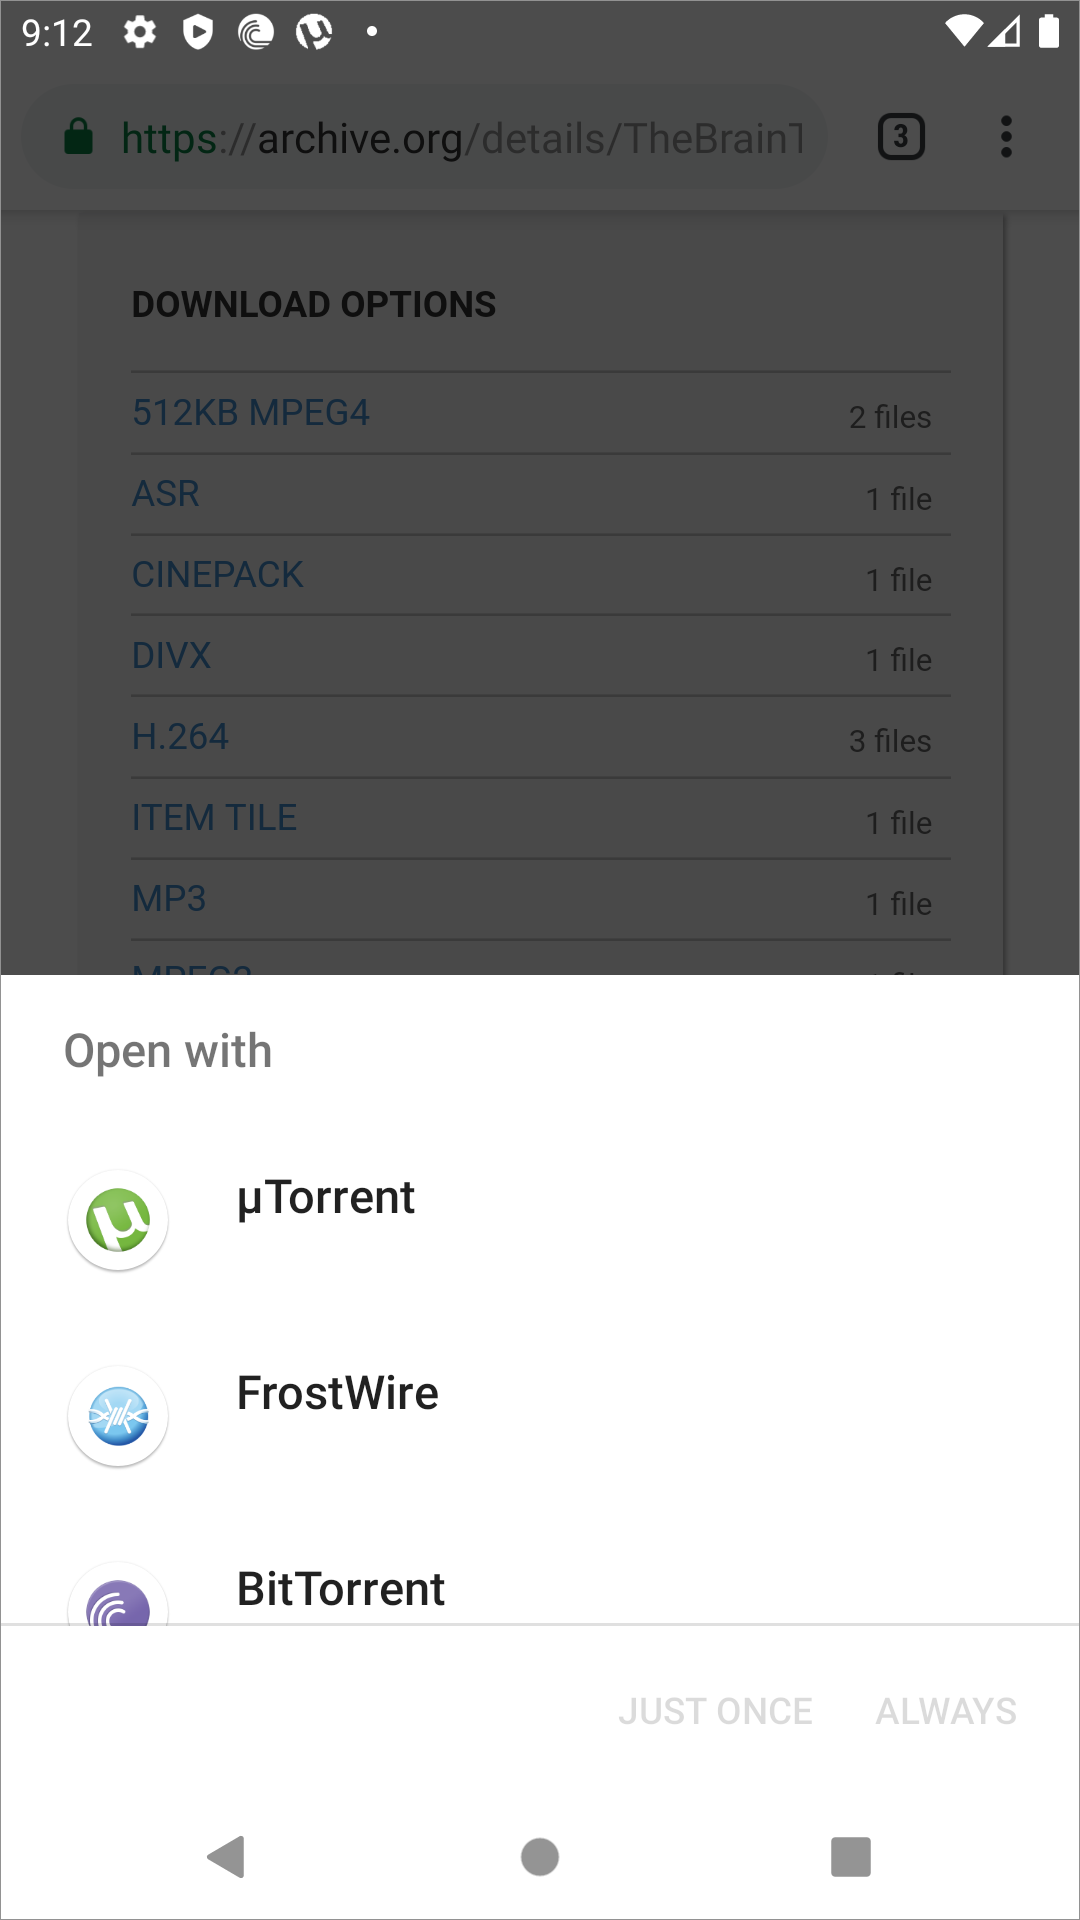 9:12
https://archive.org/details/TheBrainT
3
DOWNLOAD OPTIONS
512KB MPEG4 2 files
ASR 1 file
CINEPACK 1 file
DIVX 1 file
H.264 3 files
ITEM TILE 1 file
MP3 1 file
Open with
µTorrent
FrostWire
BitTorrent
JUST ONCE ALWAYS